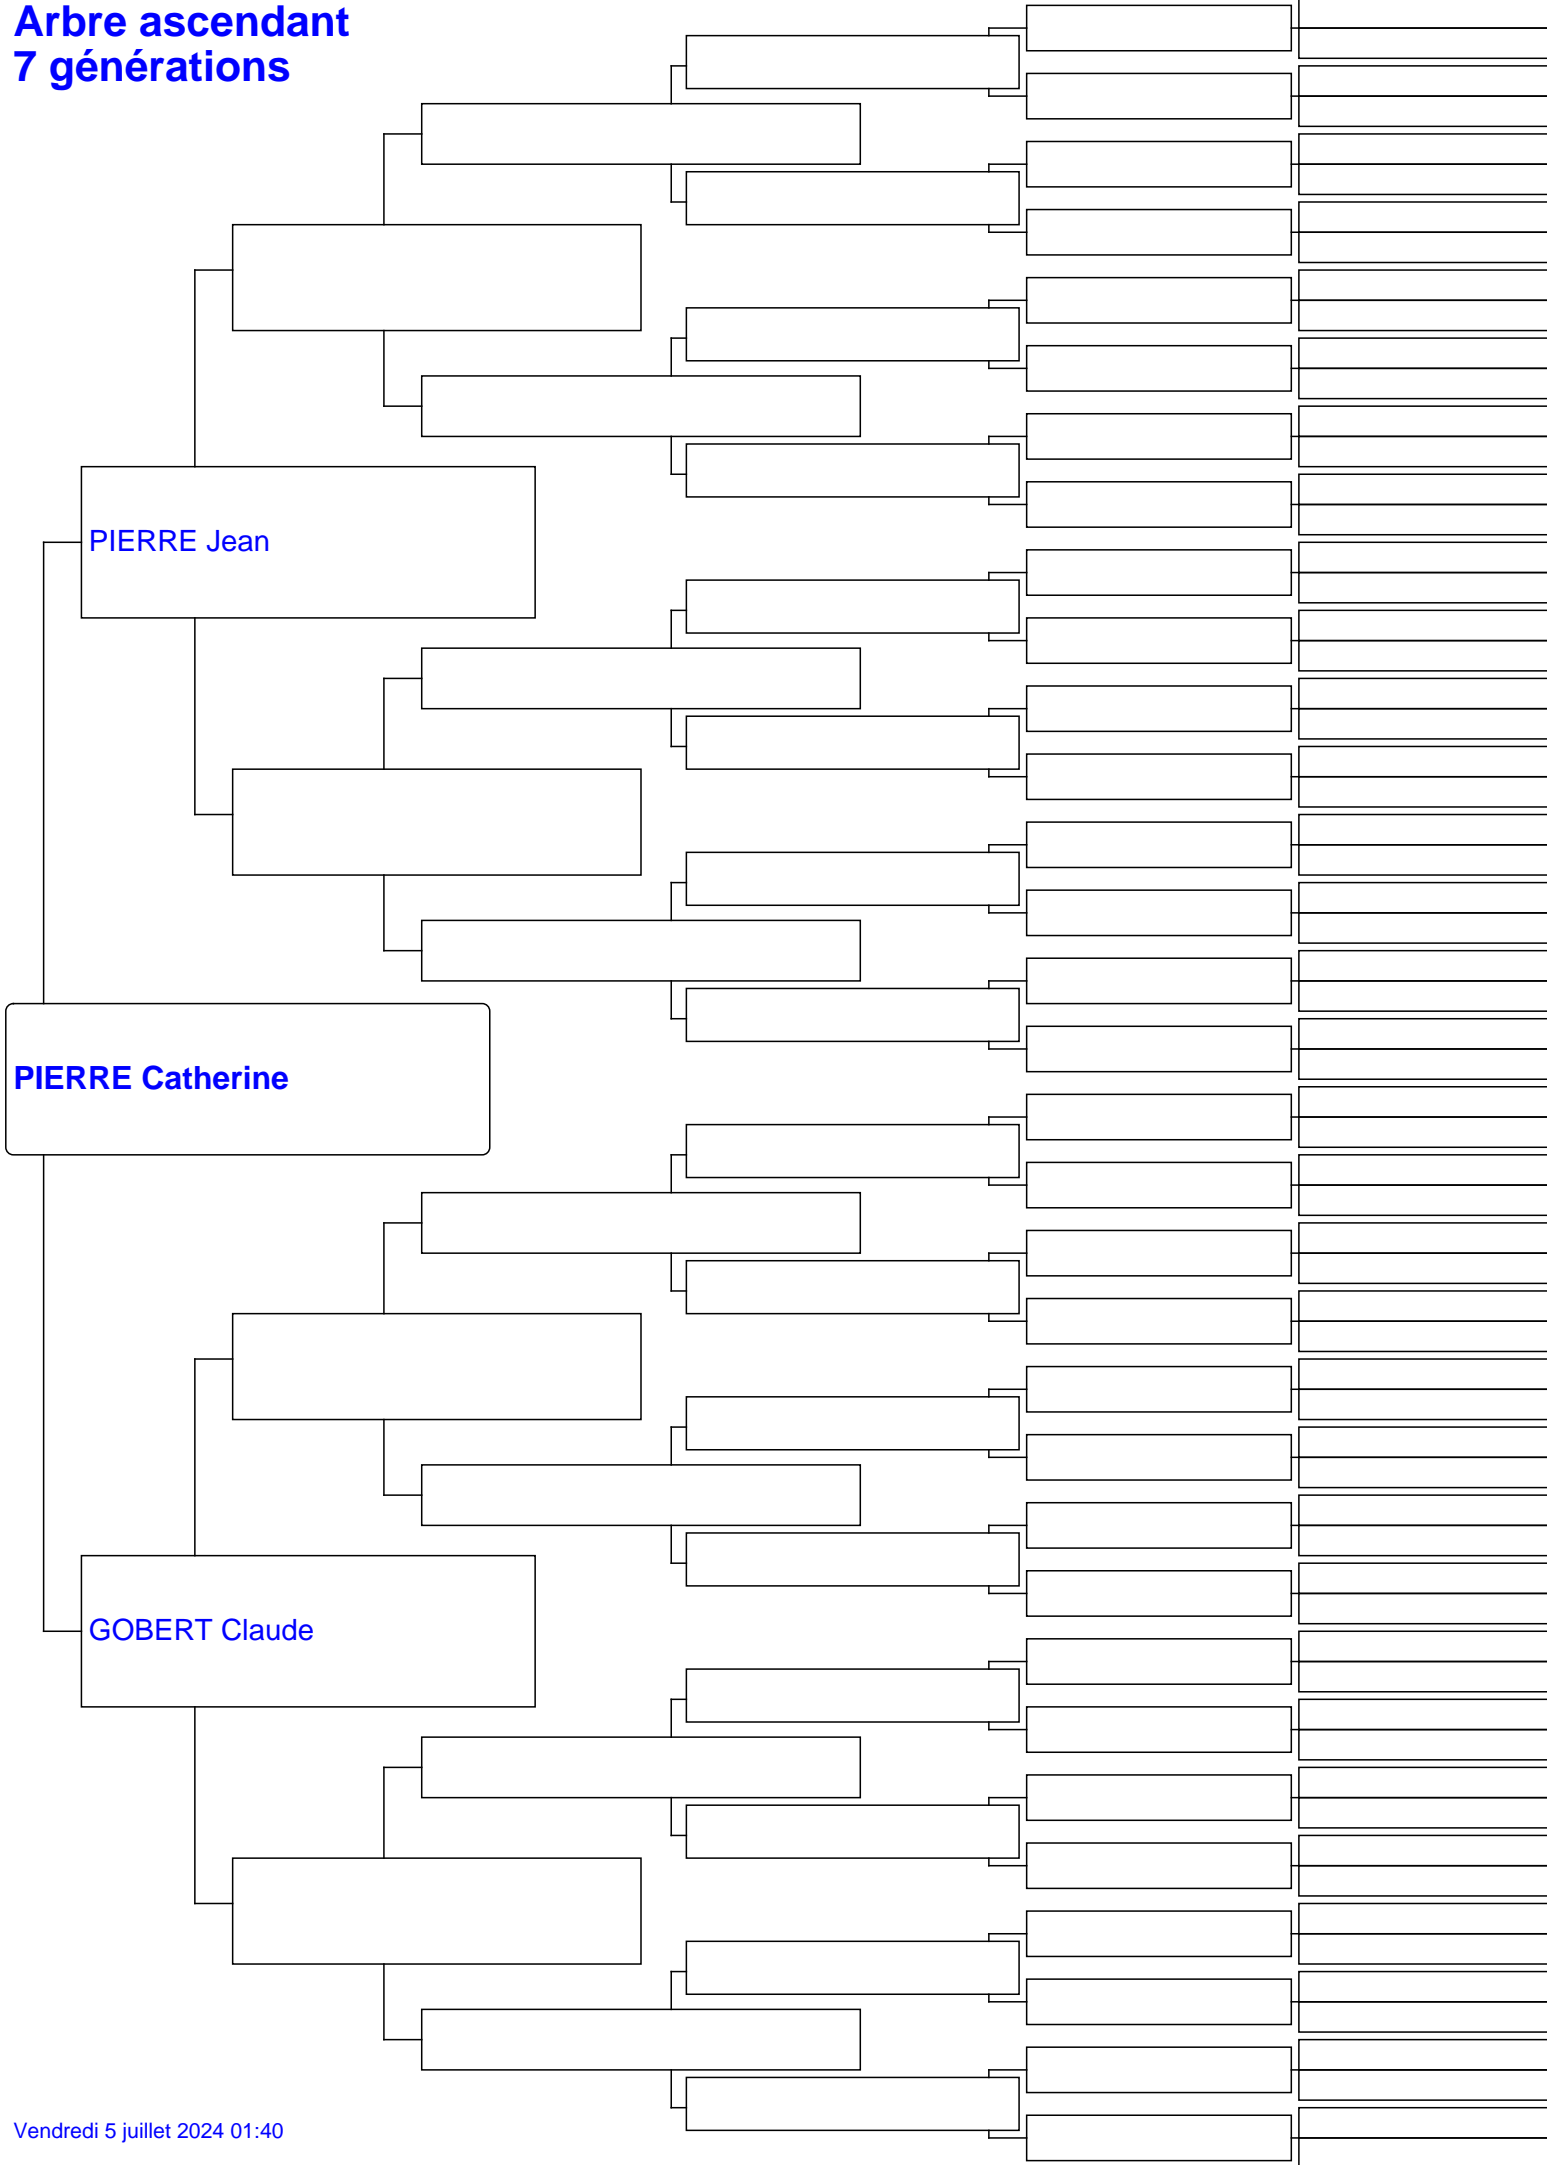 Arbre ascendant
7 générations
PIERRE Jean
PIERRE Catherine
GOBERT Claude
Vendredi 5 juillet 2024 01:40